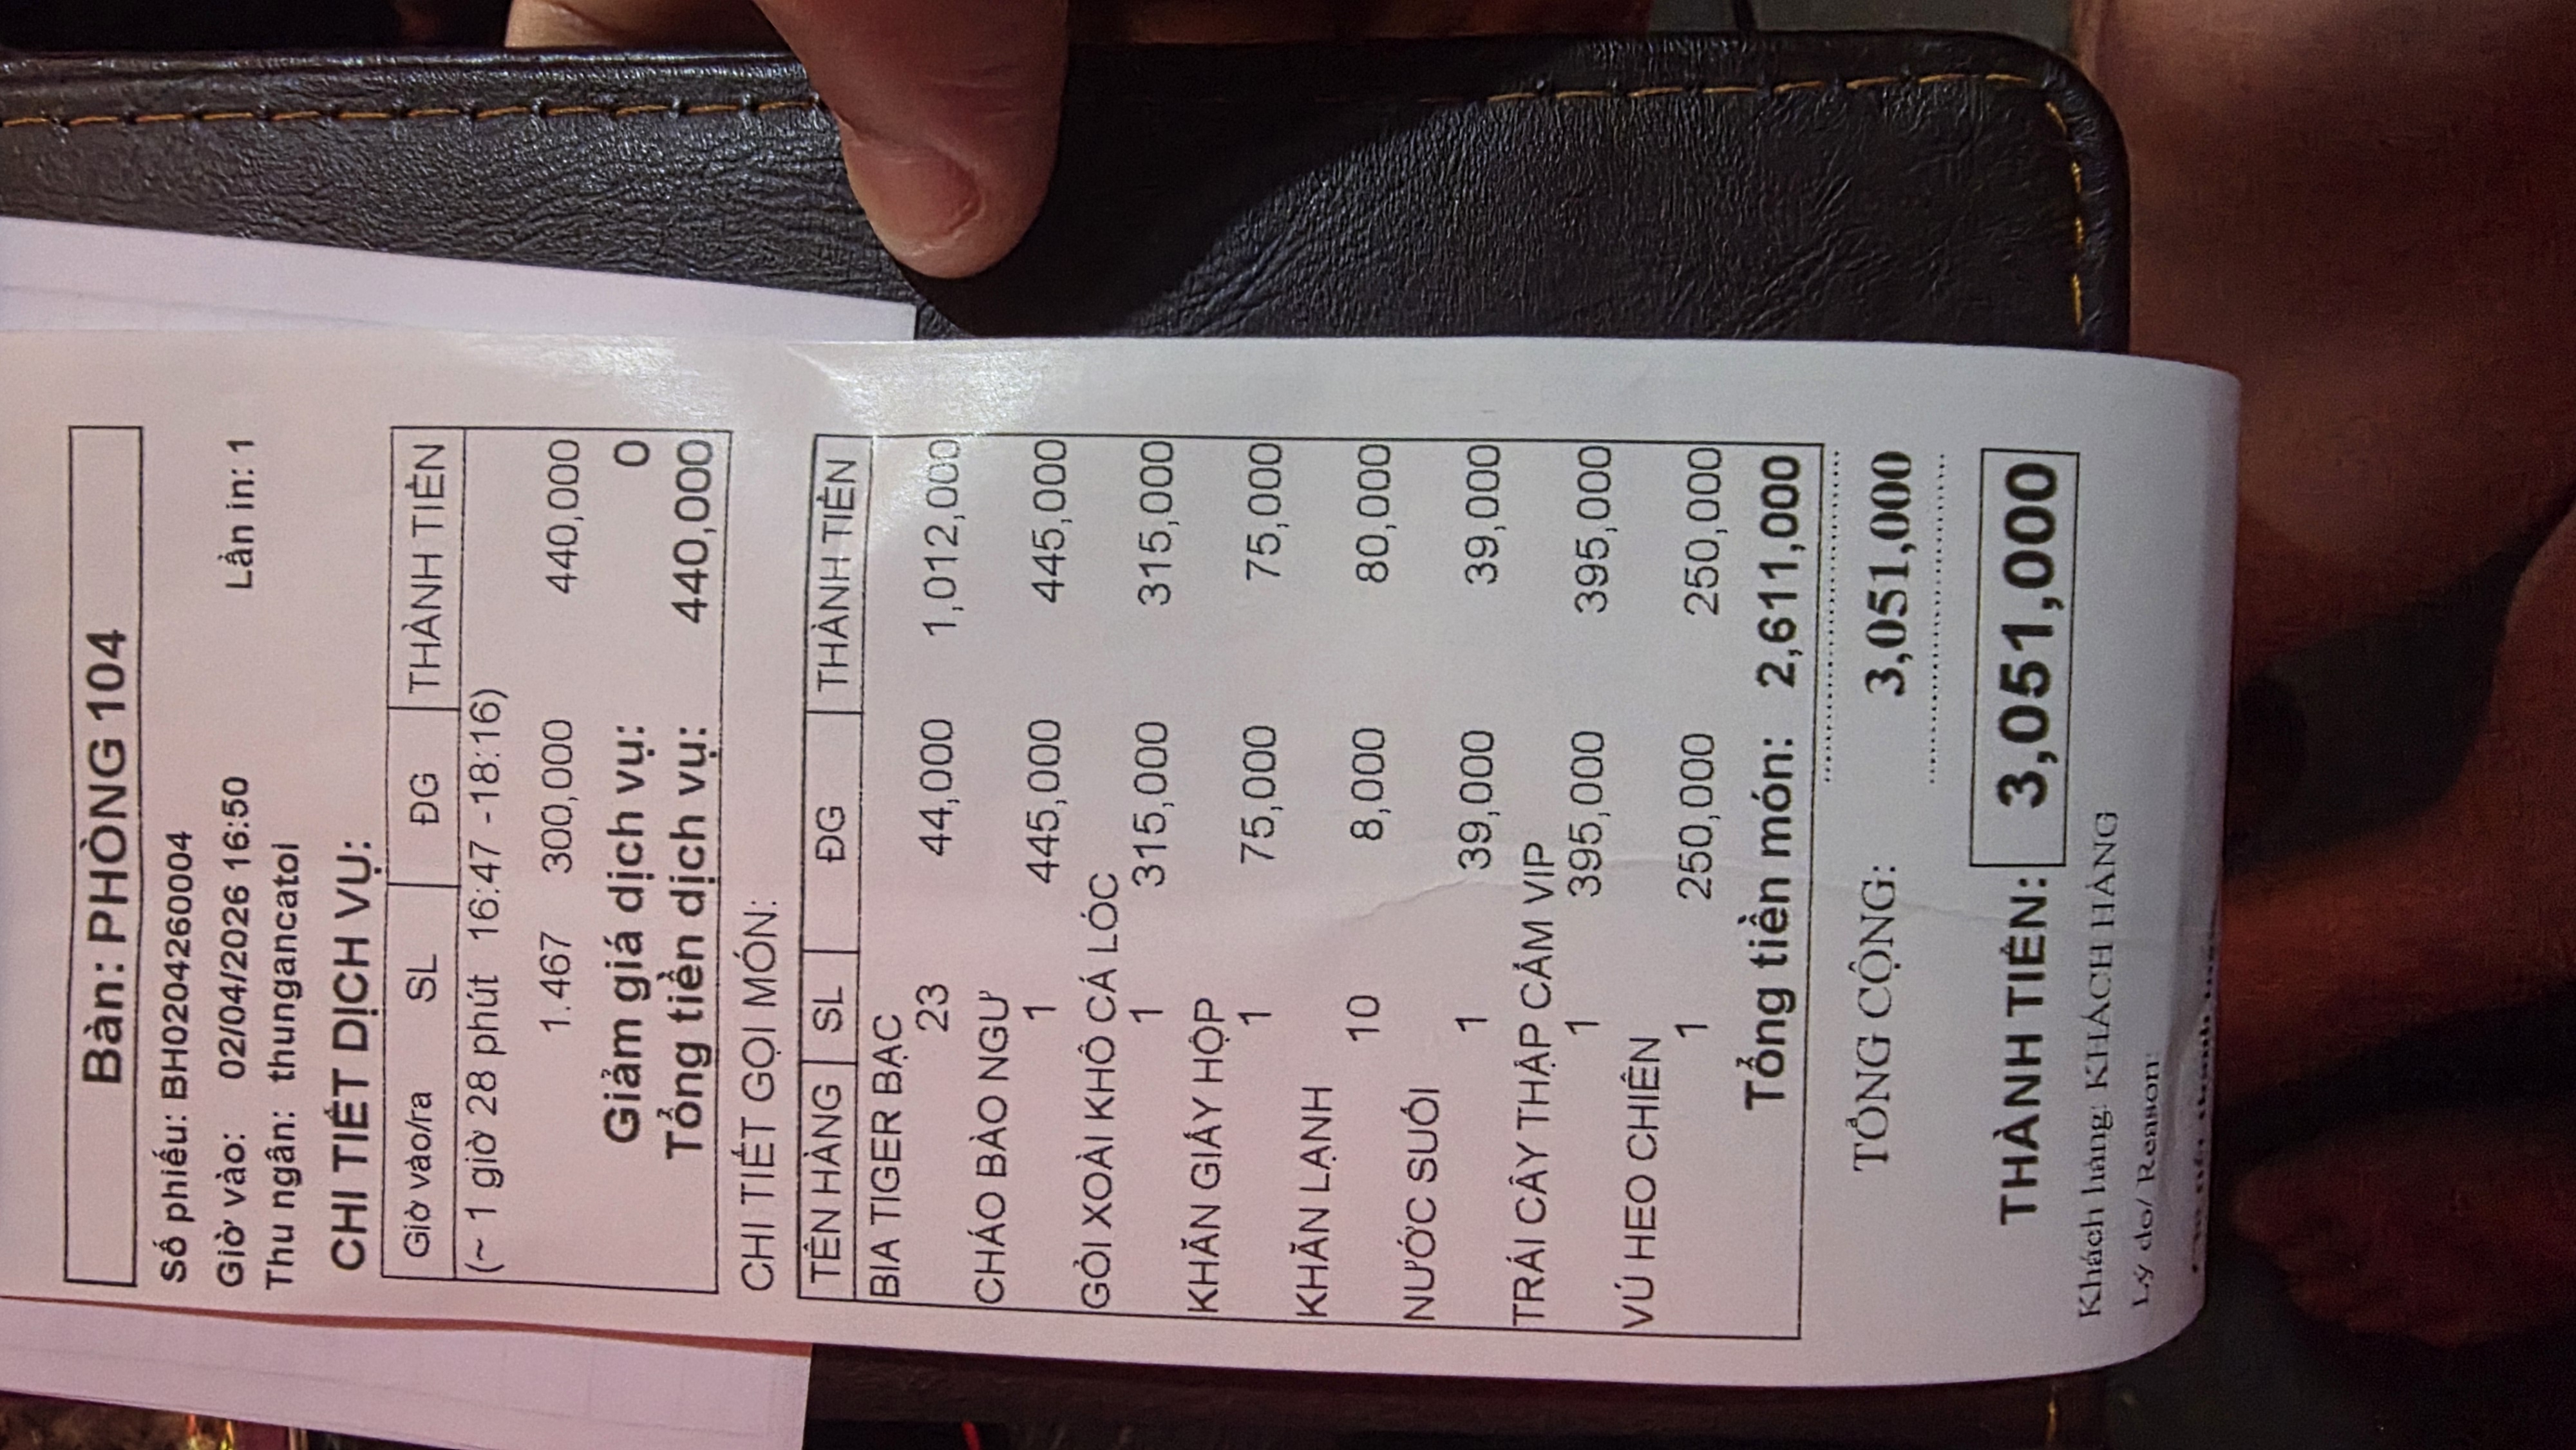 Bàn: PHÒNG 104
Số phiếu: BH0204260004
Giờ vào: 02/04/2026 16:50 Lần in: 1
Thu ngân: thungancatoi
CHI TIẾT DỊCH VỤ:
Giờ vào/ra SL ĐG THÀNH TIỀN
(~ 1 giờ 28 phút 16:47 -18:16)
1.467 300,000 440,000
Giảm giá dịch vụ: 0
Tổng tiền dịch vụ: 440,000
CHI TIẾT GỌI MÓN:
TÊN HÀNG SL ĐG THÀNH TIỀN
BIA TIGER BẠC
23 44,000 1,012,000
CHÁO BÀO NGƯ
1 445,000 445,000
GỎI XOÀI KHÔ CÁ LÓC
1 315,000 315,000
KHĂN GIẤY HỘP
1 75,000 75,000
KHĂN LẠNH
10 8,000 80,000
NƯỚC SUỐI
1 39,000 39,000
TRÁI CÂY THẬP CẨM VIP
1 395,000 395,000
VÚ HEO CHIÊN
1 250,000 250,000
Tổng tiền món: 2,611,000
TỔNG CỘNG: 3,051,000
THÀNH TIỀN: 3,051,000
Khách hàng: KHÁCH HÀNG
Lý do/ Reason: